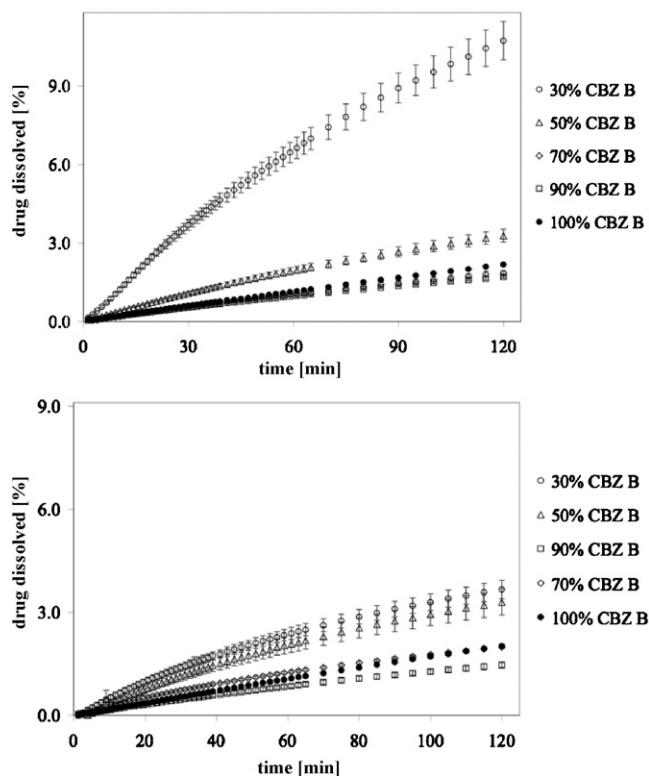 drug dissolved [%]
9.0
6.0
3.0
0.0
0 30 60 90 120
time [min]
30% CBZ B
50% CBZ B
70% CBZ B
90% CBZ B
100% CBZ B
drug dissolved [%]
9.0
6.0
3.0
0.0
0 20 40 60 80 100 120
time [min]
30% CBZ B
50% CBZ B
90% CBZ B
70% CBZ B
100% CBZ B